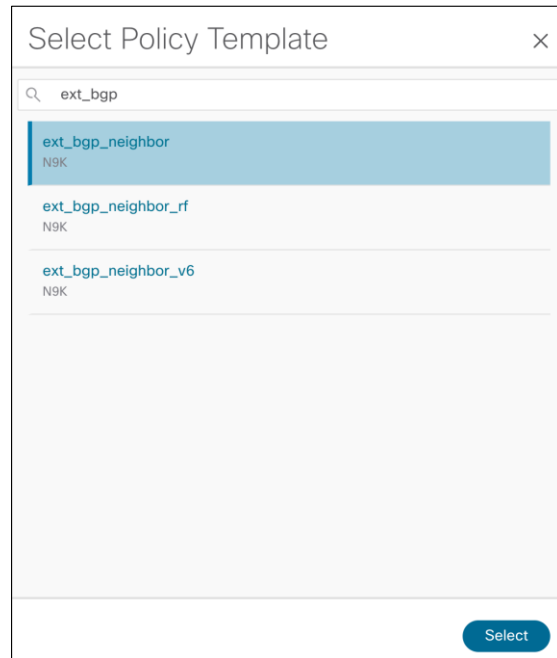 Select Policy Template
ext_bgp
ext_bgp_neighbor
N9K
ext_bgp_neighbor_rf
N9K
ext_bgp_neighbor_v6
N9K
Select